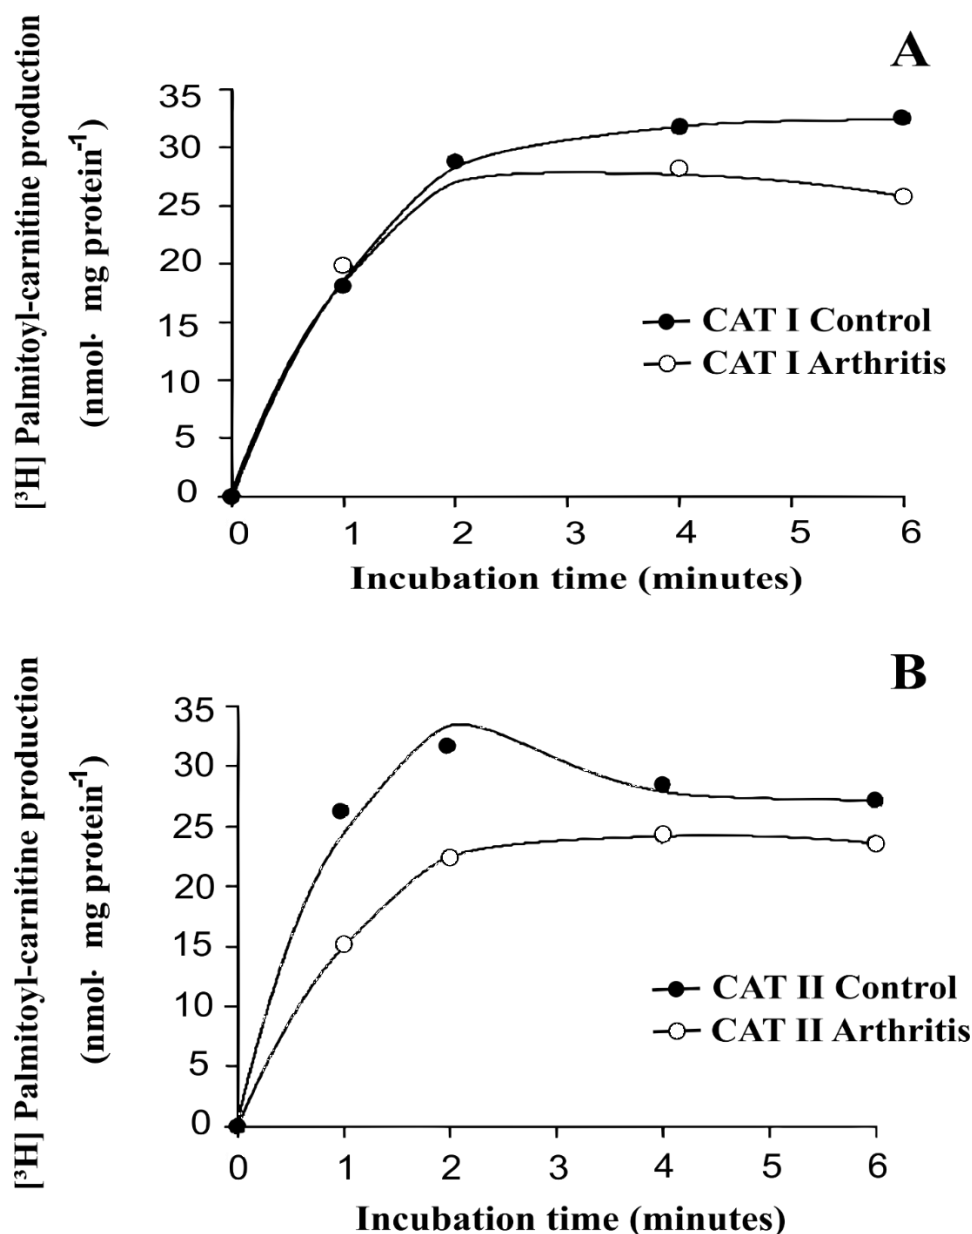 A
[³H] Palmitoyl-carnitine production
(nmol· mg protein⁻¹)
35
30
25
20
15
10
5
0
CAT I Control
CAT I Arthritis
0 1 2 3 4 5 6
Incubation time (minutes)
B
[³H] Palmitoyl-carnitine production
(nmol· mg protein⁻¹)
35
30
25
20
15
10
5
0
CAT II Control
CAT II Arthritis
0 1 2 3 4 5 6
Incubation time (minutes)